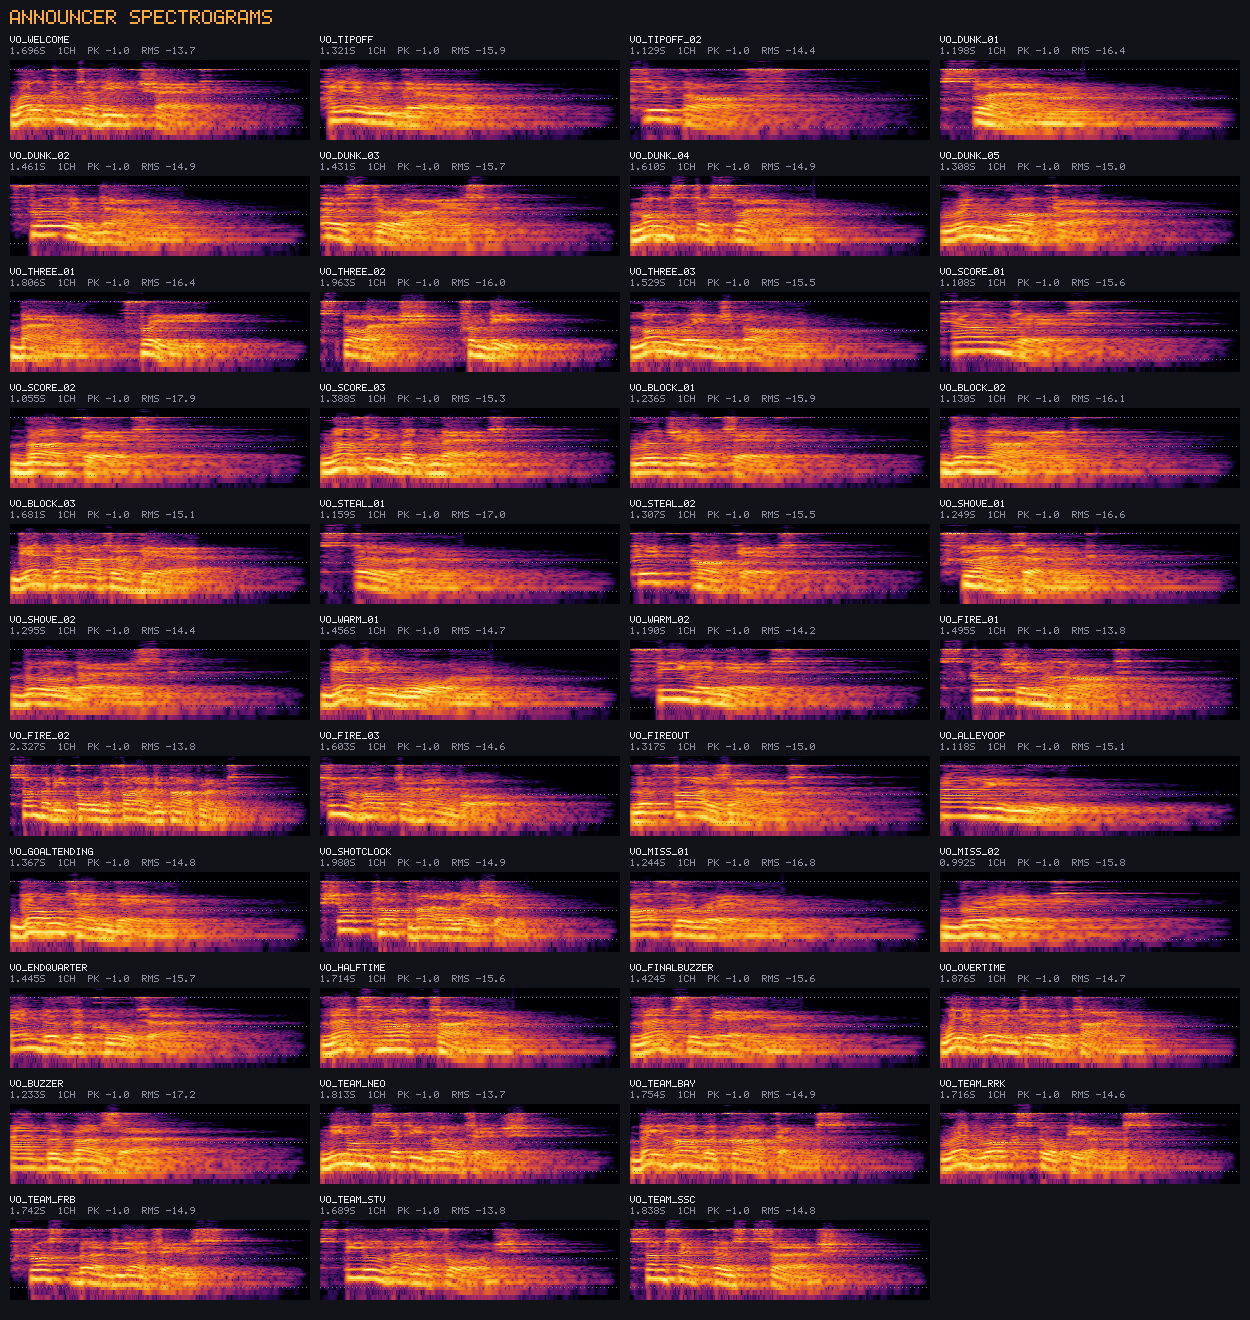 ANNOUNCER SPECTROGRAMS
VO_WELCOME
1.696S 1CH PK -1.0 RMS -13.7
VO_TIPOFF
1.321S 1CH PK -1.0 RMS -15.9
VO_TIPOFF_02
1.129S 1CH PK -1.0 RMS -14.4
VO_DUNK_01
1.198S 1CH PK -1.0 RMS -16.4
VO_DUNK_02
1.461S 1CH PK -1.0 RMS -14.9
VO_DUNK_03
1.431S 1CH PK -1.0 RMS -15.7
VO_DUNK_04
1.610S 1CH PK -1.0 RMS -14.9
VO_DUNK_05
1.308S 1CH PK -1.0 RMS -15.0
VO_THREE_01
1.806S 1CH PK -1.0 RMS -16.4
VO_THREE_02
1.963S 1CH PK -1.0 RMS -16.0
VO_THREE_03
1.529S 1CH PK -1.0 RMS -15.5
VO_SCORE_01
1.108S 1CH PK -1.0 RMS -15.6
VO_SCORE_02
1.055S 1CH PK -1.0 RMS -17.9
VO_SCORE_03
1.388S 1CH PK -1.0 RMS -15.3
VO_BLOCK_01
1.236S 1CH PK -1.0 RMS -15.9
VO_BLOCK_02
1.130S 1CH PK -1.0 RMS -16.1
VO_BLOCK_03
1.681S 1CH PK -1.0 RMS -15.1
VO_STEAL_01
1.159S 1CH PK -1.0 RMS -17.0
VO_STEAL_02
1.307S 1CH PK -1.0 RMS -15.5
VO_SHOVE_01
1.249S 1CH PK -1.0 RMS -16.6
VO_SHOVE_02
1.295S 1CH PK -1.0 RMS -14.4
VO_WARM_01
1.456S 1CH PK -1.0 RMS -14.7
VO_WARM_02
1.190S 1CH PK -1.0 RMS -14.2
VO_FIRE_01
1.495S 1CH PK -1.0 RMS -13.8
VO_FIRE_02
2.327S 1CH PK -1.0 RMS -13.8
VO_FIRE_03
1.603S 1CH PK -1.0 RMS -14.6
VO_FIREOUT
1.317S 1CH PK -1.0 RMS -15.0
VO_ALLEYOOP
1.118S 1CH PK -1.0 RMS -15.1
VO_GOALTENDING
1.367S 1CH PK -1.0 RMS -14.8
VO_SHOTCLOCK
1.980S 1CH PK -1.0 RMS -14.9
VO_MISS_01
1.244S 1CH PK -1.0 RMS -16.8
VO_MISS_02
0.992S 1CH PK -1.0 RMS -15.8
VO_ENDQUARTER
1.445S 1CH PK -1.0 RMS -15.7
VO_HALFTIME
1.714S 1CH PK -1.0 RMS -15.6
VO_FINALBUZZER
1.424S 1CH PK -1.0 RMS -15.6
VO_OVERTIME
1.876S 1CH PK -1.0 RMS -14.7
VO_BUZZER
1.233S 1CH PK -1.0 RMS -17.2
VO_TEAM_NEO
1.813S 1CH PK -1.0 RMS -13.7
VO_TEAM_BAY
1.754S 1CH PK -1.0 RMS -14.9
VO_TEAM_RRK
1.716S 1CH PK -1.0 RMS -14.6
VO_TEAM_FRB
1.742S 1CH PK -1.0 RMS -14.9
VO_TEAM_STV
1.689S 1CH PK -1.0 RMS -13.8
VO_TEAM_SSC
1.838S 1CH PK -1.0 RMS -14.8